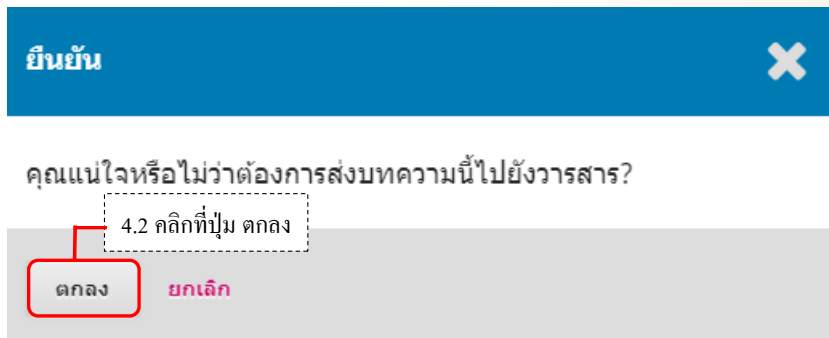 ยืนยัน
คุณแน่ใจหรือไม่ว่าต้องการส่งบทความนี้ไปยังวารสาร?
4.2 คลิกที่ปุ่ม ตกลง
ตกลง ยกเลิก